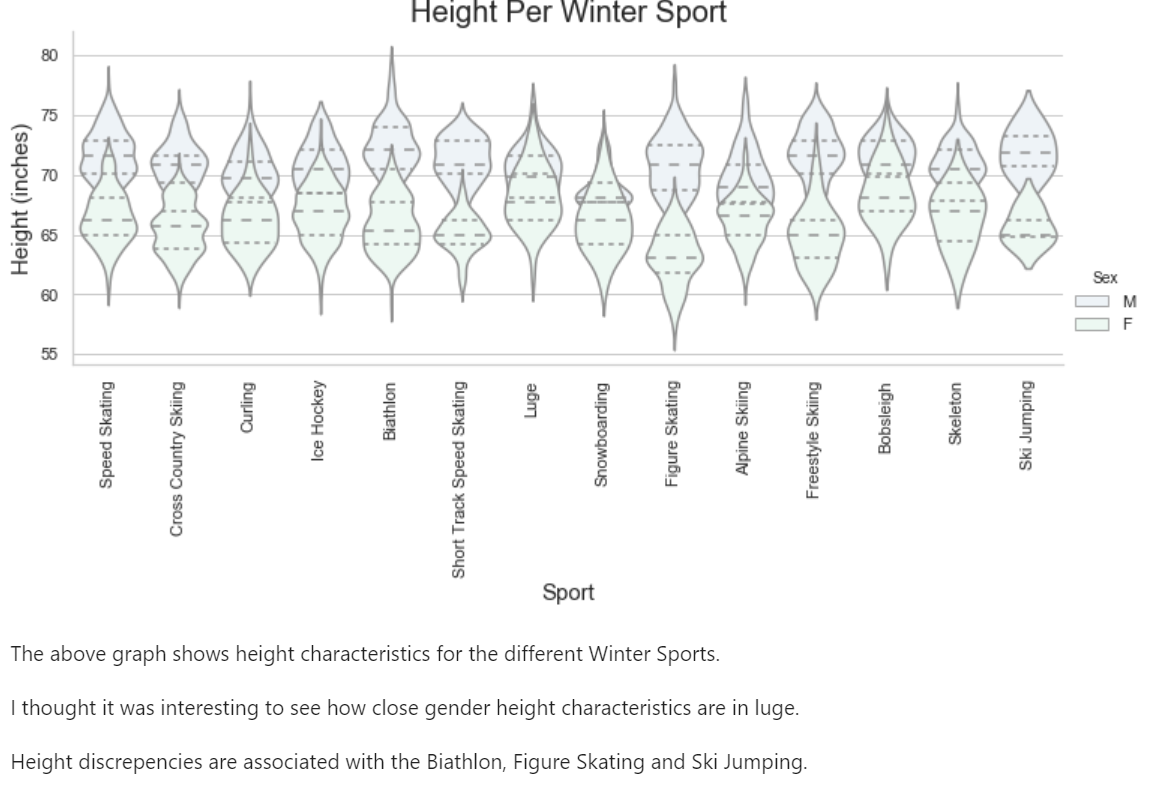 Height Per Winter Sport
Height (inches)
80
75
70
65
60
55
Speed Skating
Cross Country Skiing
Curling
Ice Hockey
Biathlon
Short Track Speed Skating
Luge
Snowboarding
Figure Skating
Alpine Skiing
Freestyle Skiing
Bobsleigh
Skeleton
Ski Jumping
Sport
Sex
M
F
The above graph shows height characteristics for the different Winter Sports.
I thought it was interesting to see how close gender height characteristics are in luge.
Height discrepencies are associated with the Biathlon, Figure Skating and Ski Jumping.